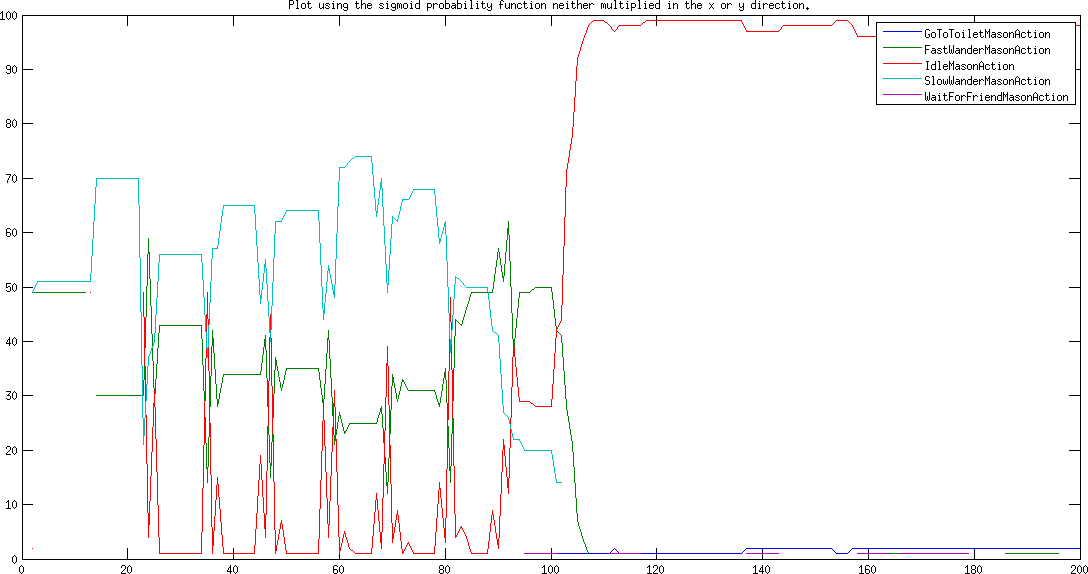 Plot using the sigmoid probability function neither multiplied in the x or y direction.
100
90
80
70
60
50
40
30
20
10
0
GoToToiletMasonAction
FastWanderMasonAction
IdleMasonAction
SlowWanderMasonAction
WaitForFriendMasonAction
0 20 40 60 80 100 120 140 160 180 200